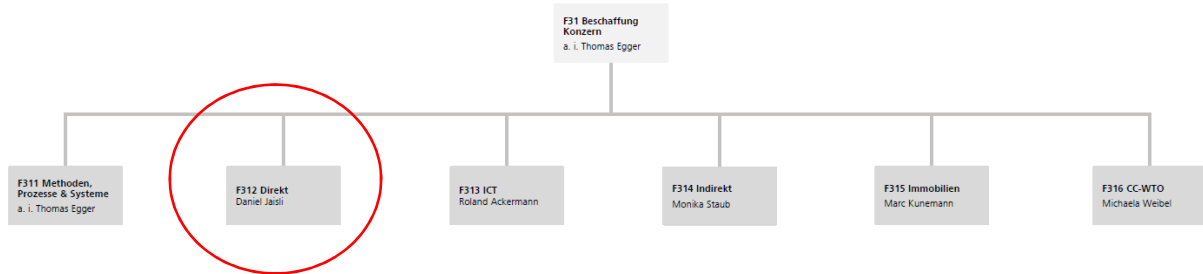 F31 Beschaffung
Konzern
a. i. Thomas Egger
F311 Methoden,
Prozesse & Systeme
a. i. Thomas Egger
F312 Direkt
Daniel Jaisli
F313 ICT
Roland Ackermann
F314 Indirekt
Monika Staub
F315 Immobilien
Marc Kunemann
F316 CC-WTO
Michaela Weibel